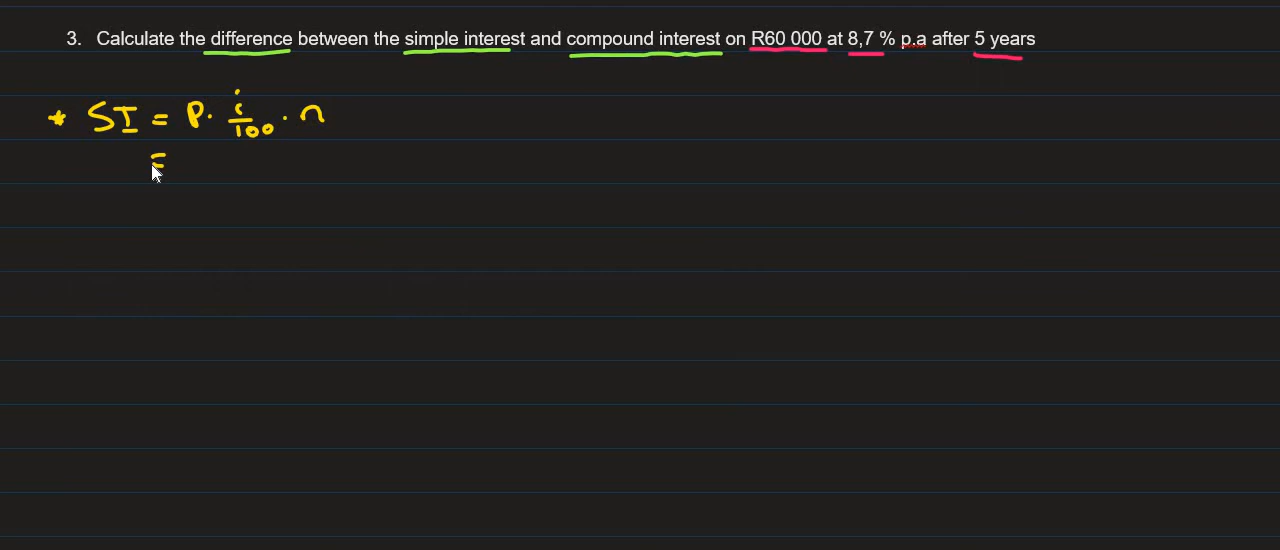 3. Calculate the difference between the simple interest and compound interest on R60 000 at 8,7 % p.a after 5 years
* SI = P. i/100 . n
=